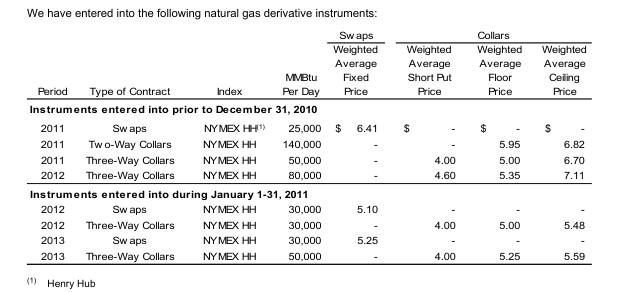 We have entered into the following natural gas derivative instruments:
Swaps Collars
Weighted Weighted Weighted Weighted
Average Average Average Average
MMBtu Fixed Short Put Floor Ceiling
Period Type of Contract Index Per Day Price Price Price Price
Instruments entered into prior to December 31, 2010
2011 Swaps NYMEX HH(1) 25,000 $ 6.41 $ - $ - $ -
2011 Two-Way Collars NYMEX HH 140,000 - - 5.95 6.82
2011 Three-Way Collars NYMEX HH 50,000 - 4.00 5.00 6.70
2012 Three-Way Collars NYMEX HH 80,000 - 4.60 5.35 7.11
Instruments entered into during January 1-31, 2011
2012 Swaps NYMEX HH 30,000 5.10 - - -
2012 Three-Way Collars NYMEX HH 30,000 - 4.00 5.00 5.48
2013 Swaps NYMEX HH 30,000 5.25 - - -
2013 Three-Way Collars NYMEX HH 50,000 - 4.00 5.25 5.59
(1) Henry Hub